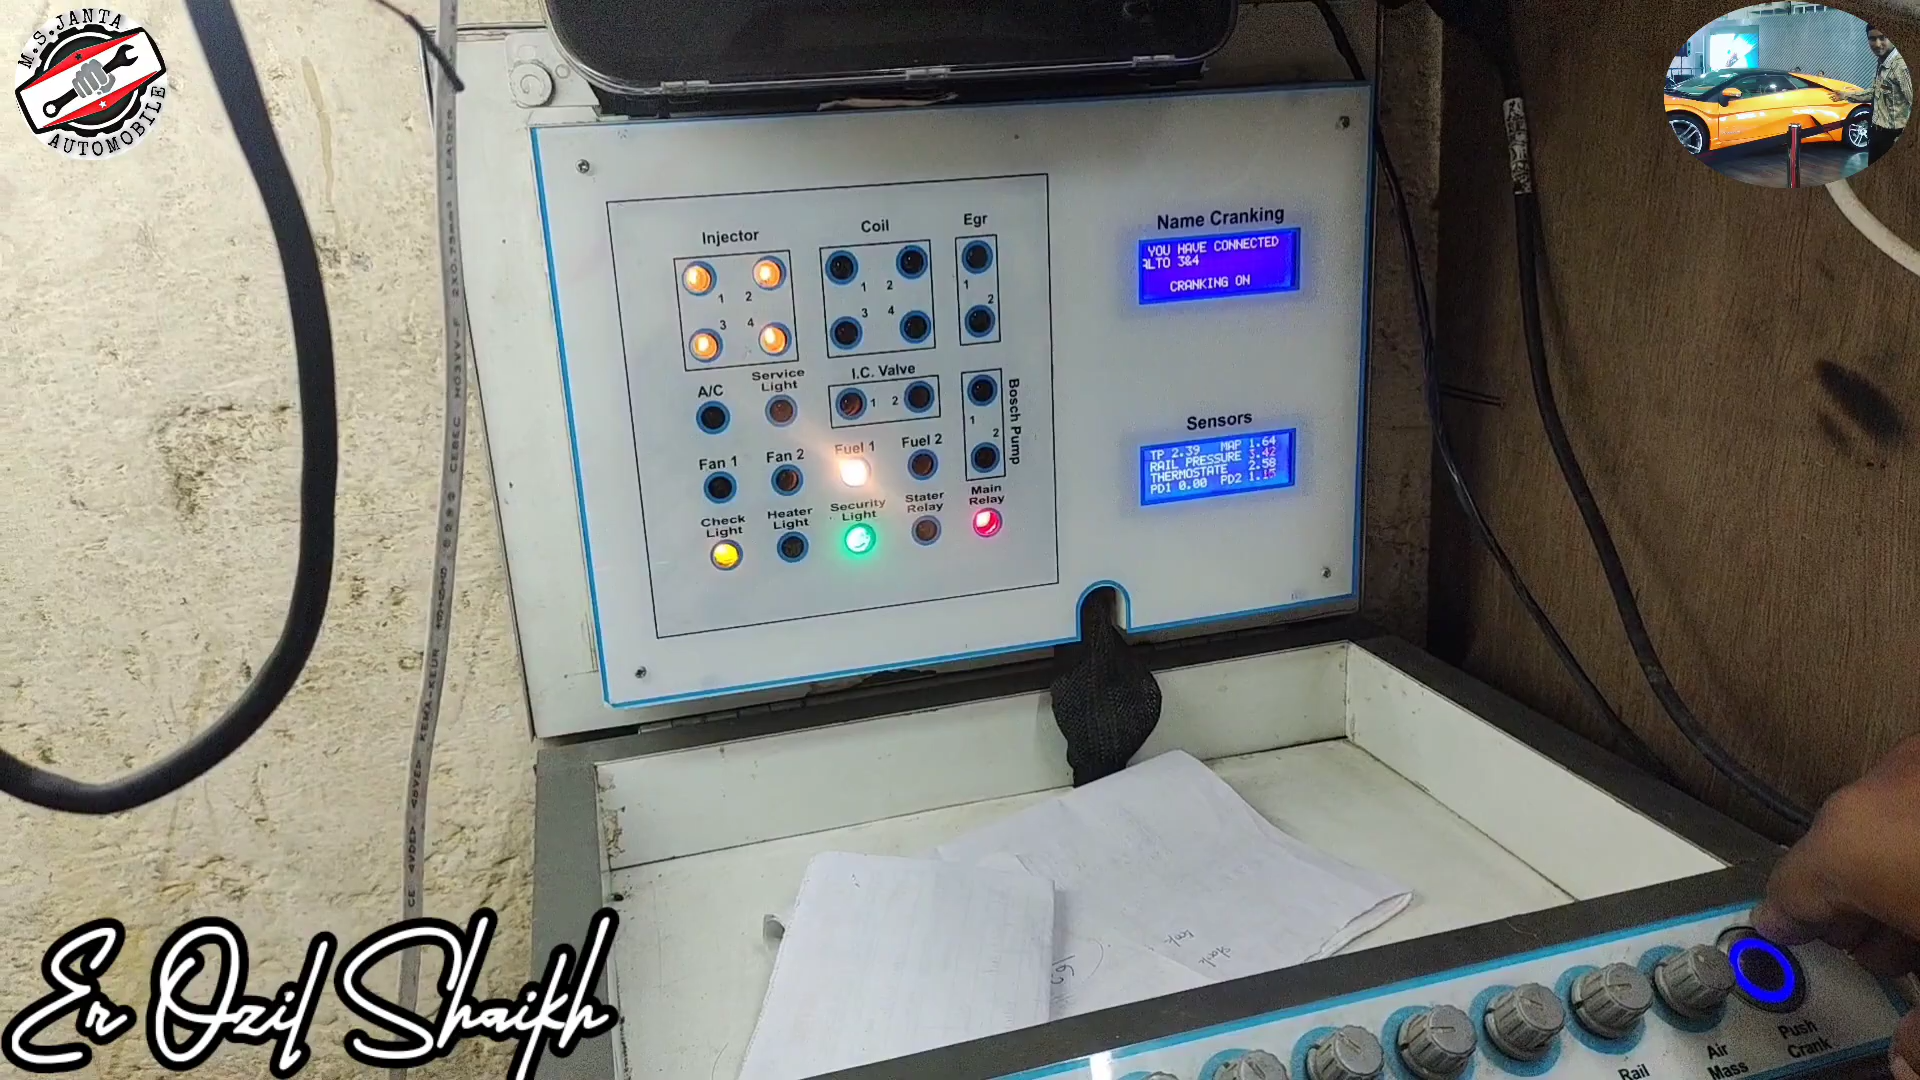 M.S. JANTA
AUTOMOBILE
Name Cranking
YOU HAVE CONNECTED
ALTO 3&4
CRANKING ON
Injector
1 2
3 4
Coil
1 2
3 4
Egr
1
2
A/C
Service
Light
I.C. Valve
1 2
Bosch Pump
1
2
Fan 1
Fan 2
Fuel 1
Fuel 2
Check
Light
Heater
Light
Security
Light
Stater
Relay
Main
Relay
Sensors
TP 2.39 MAP 1.64
RAIL PRESSURE 3.42
THERMOSTATE 2.58
PD1 0.00 PD2 1.15
Rail
Air
Mass
Push
Crank
Er Ozil Shaikh